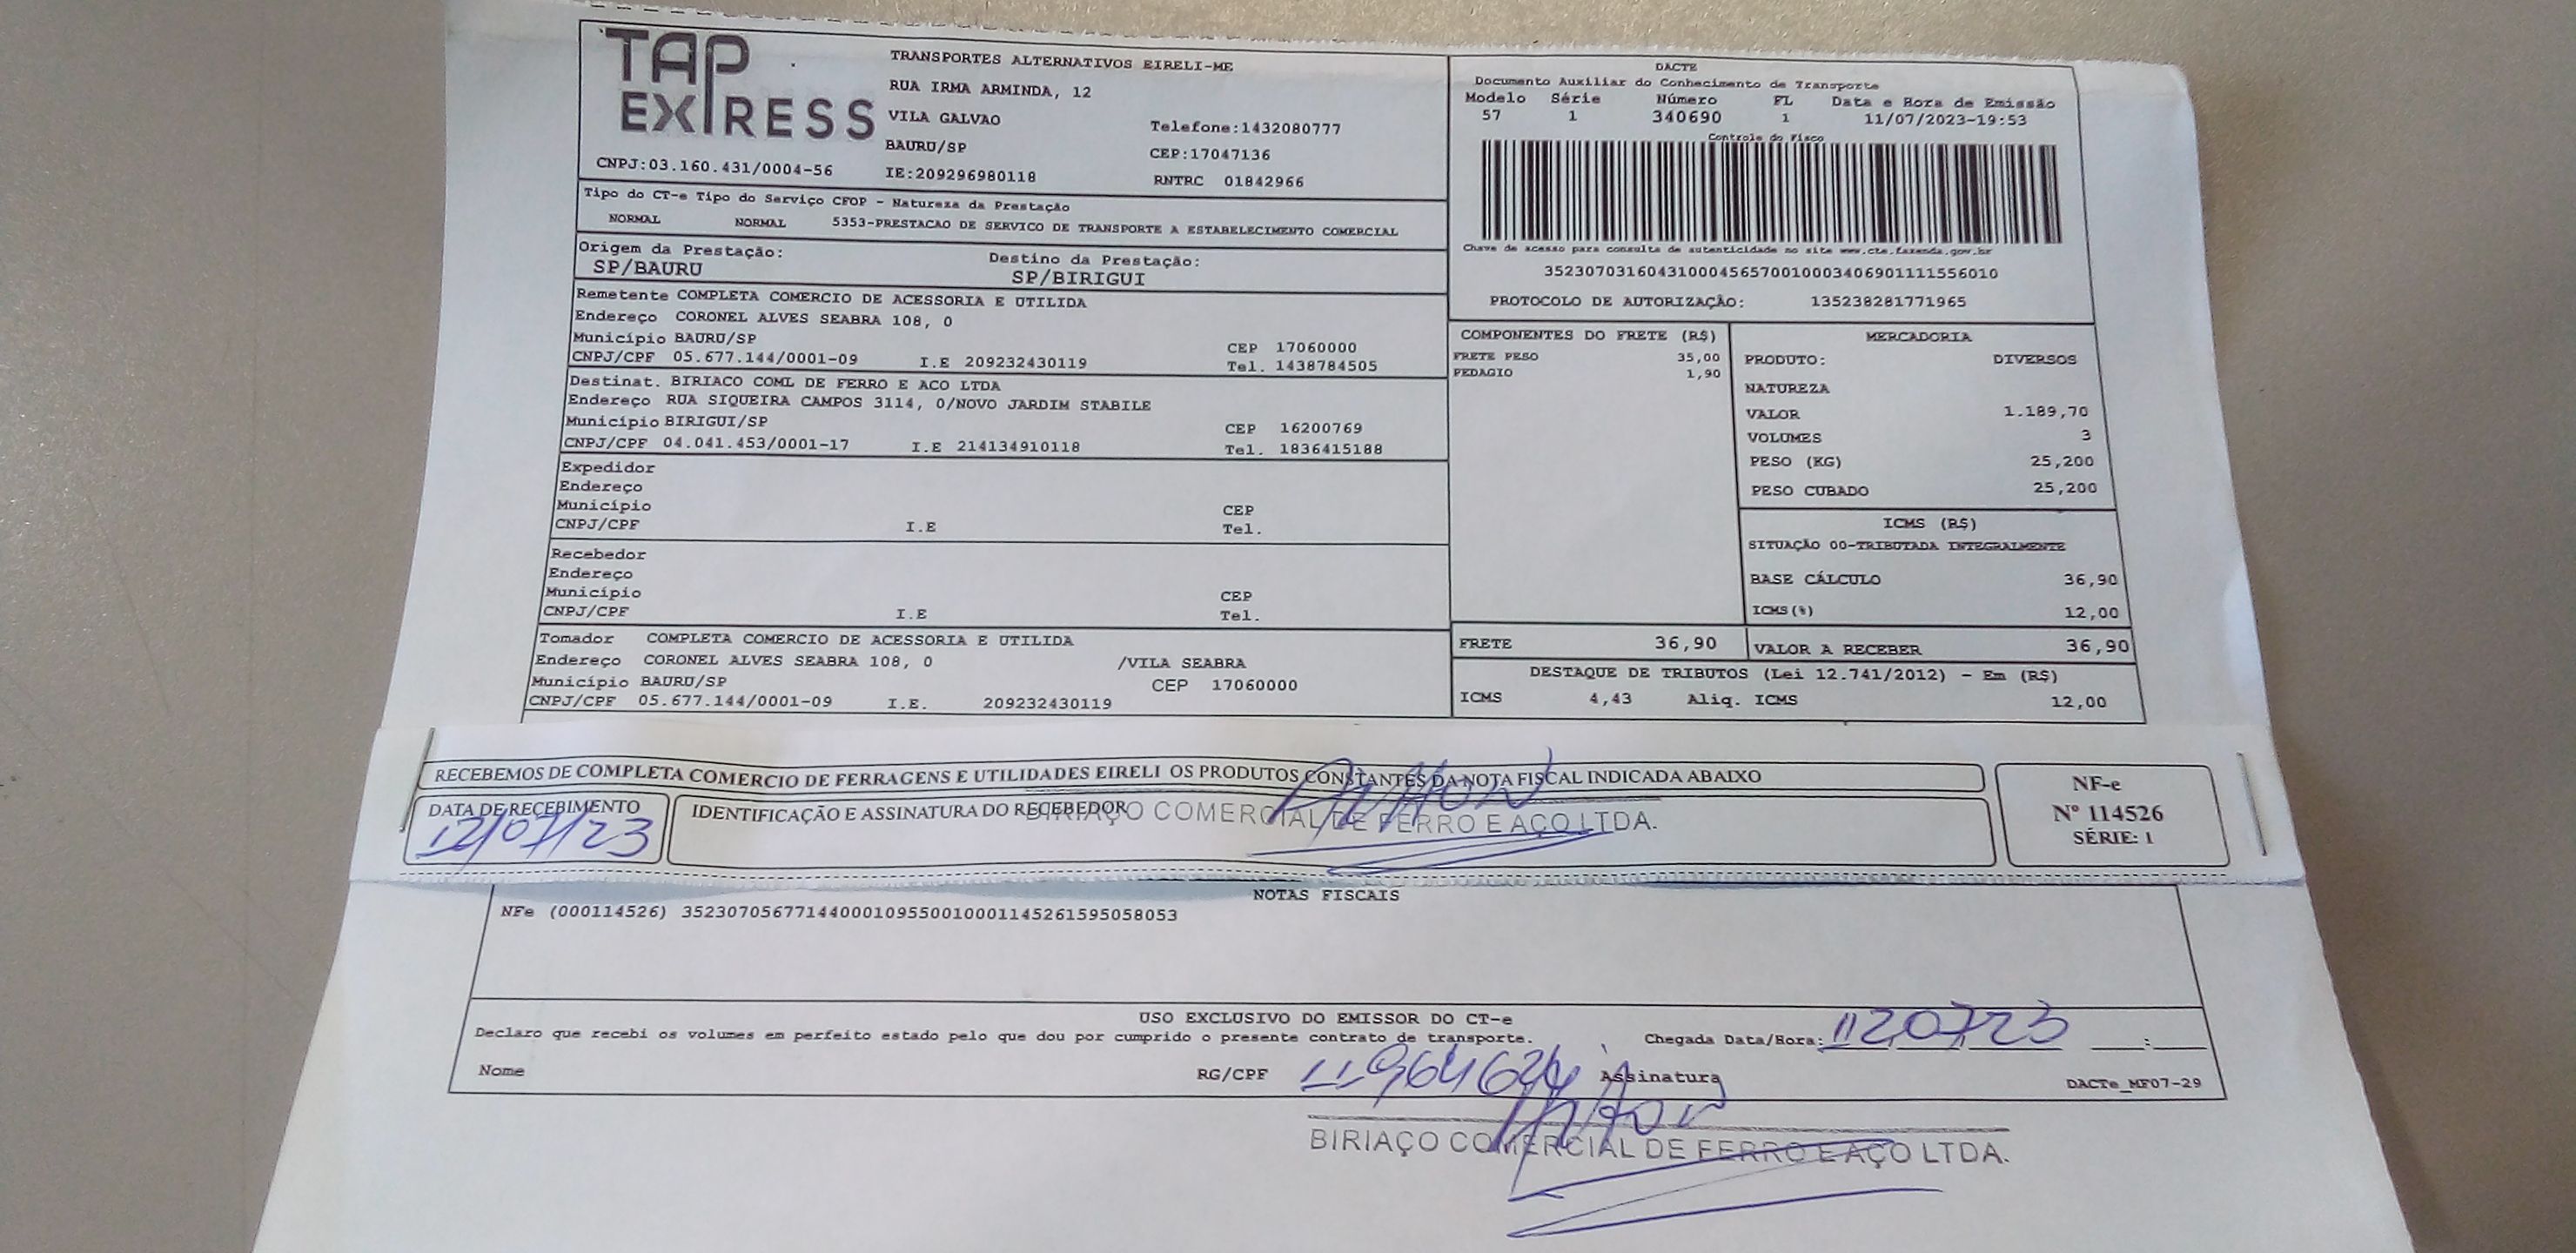 TAP EXPRESS
TRANSPORTES ALTERNATIVOS EIRELI-ME
RUA IRMA ARMINDA, 12
VILA GALVAO Telefone:1432080777
BAURU/SP CEP:17047136
CNPJ:03.160.431/0004-56 IE:209296980118 RNTRC 01842966
DACTE
Documento Auxiliar do Conhecimento de Transporte
Modelo Série Número FL Data e Hora de Emissão
57 1 340690 1 11/07/2023-19:53
Controle do Fisco
Chave de acesso para consulta de autenticidade no site www.cte.fazenda.gov.br
35230703160431000456570010003406901111556010
PROTOCOLO DE AUTORIZAÇÃO: 135238281771965
Tipo do CT-e Tipo do Serviço CFOP - Natureza da Prestação
NORMAL NORMAL 5353-PRESTACAO DE SERVICO DE TRANSPORTE A ESTABELECIMENTO COMERCIAL
Origem da Prestação: Destino da Prestação:
SP/BAURU SP/BIRIGUI
Remetente COMPLETA COMERCIO DE ACESSORIA E UTILIDA
Endereço CORONEL ALVES SEABRA 108, 0
Município BAURU/SP CEP 17060000
CNPJ/CPF 05.677.144/0001-09 I.E 209232430119 Tel. 1438784505
Destinat. BIRIACO COML DE FERRO E ACO LTDA
Endereço RUA SIQUEIRA CAMPOS 3114, 0/NOVO JARDIM STABILE
Município BIRIGUI/SP CEP 16200769
CNPJ/CPF 04.041.453/0001-17 I.E 214134910118 Tel. 1836415188
Expedidor
Endereço
Município CEP
CNPJ/CPF I.E Tel.
Recebedor
Endereço
Município CEP
CNPJ/CPF I.E Tel.
Tomador COMPLETA COMERCIO DE ACESSORIA E UTILIDA
Endereço CORONEL ALVES SEABRA 108, 0 /VILA SEABRA
Município BAURU/SP CEP 17060000
CNPJ/CPF 05.677.144/0001-09 I.E. 209232430119
COMPONENTES DO FRETE (R$)
FRETE PESO 35,00
PEDAGIO 1,90
MERCADORIA
PRODUTO: DIVERSOS
NATUREZA
VALOR 1.189,70
VOLUMES 3
PESO (KG) 25,200
PESO CUBADO 25,200
ICMS (R$)
SITUAÇÃO 00-TRIBUTADA INTEGRALMENTE
BASE CÁLCULO 36,90
ICMS(%) 12,00
FRETE 36,90 VALOR A RECEBER 36,90
DESTAQUE DE TRIBUTOS (Lei 12.741/2012) - Em (R$)
ICMS 4,43 Aliq. ICMS 12,00
RECEBEMOS DE COMPLETA COMERCIO DE FERRAGENS E UTILIDADES EIRELI OS PRODUTOS CONSTANTES DA NOTA FISCAL INDICADA ABAIXO
DATA DE RECEBIMENTO IDENTIFICAÇÃO E ASSINATURA DO RECEBEDOR
12/07/23
BIRIAÇO COMERCIAL DE FERRO E AÇO LTDA.
NF-e
Nº 114526
SÉRIE: 1
NOTAS FISCAIS
NFe (000114526) 35230705677144000109550010001145261595058053
USO EXCLUSIVO DO EMISSOR DO CT-e
Declaro que recebi os volumes em perfeito estado pelo que dou por cumprido o presente contrato de transporte. Chegada Data/Hora: 120723 :
Nome RG/CPF Assinatura DACTe_MF07-29
BIRIAÇO COMERCIAL DE FERRO E AÇO LTDA.